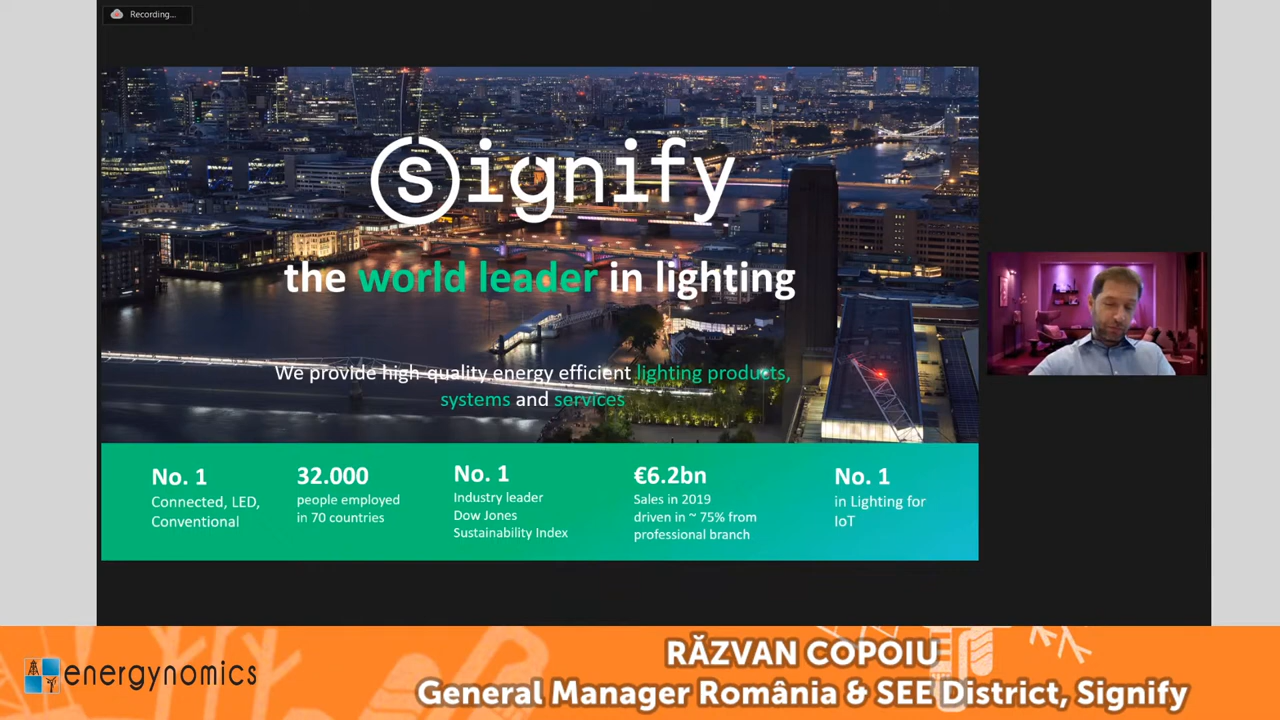 Recording...
signify
the world leader in lighting
We provide high-quality energy efficient lighting products,
systems and services
No. 1
Connected, LED,
Conventional
32.000
people employed
in 70 countries
No. 1
Industry leader
Dow Jones
Sustainability Index
€6.2bn
Sales in 2019
driven in ~ 75% from
professional branch
No. 1
in Lighting for
IoT
energynomics
RĂZVAN COPOIU
General Manager România & SEE District, Signify